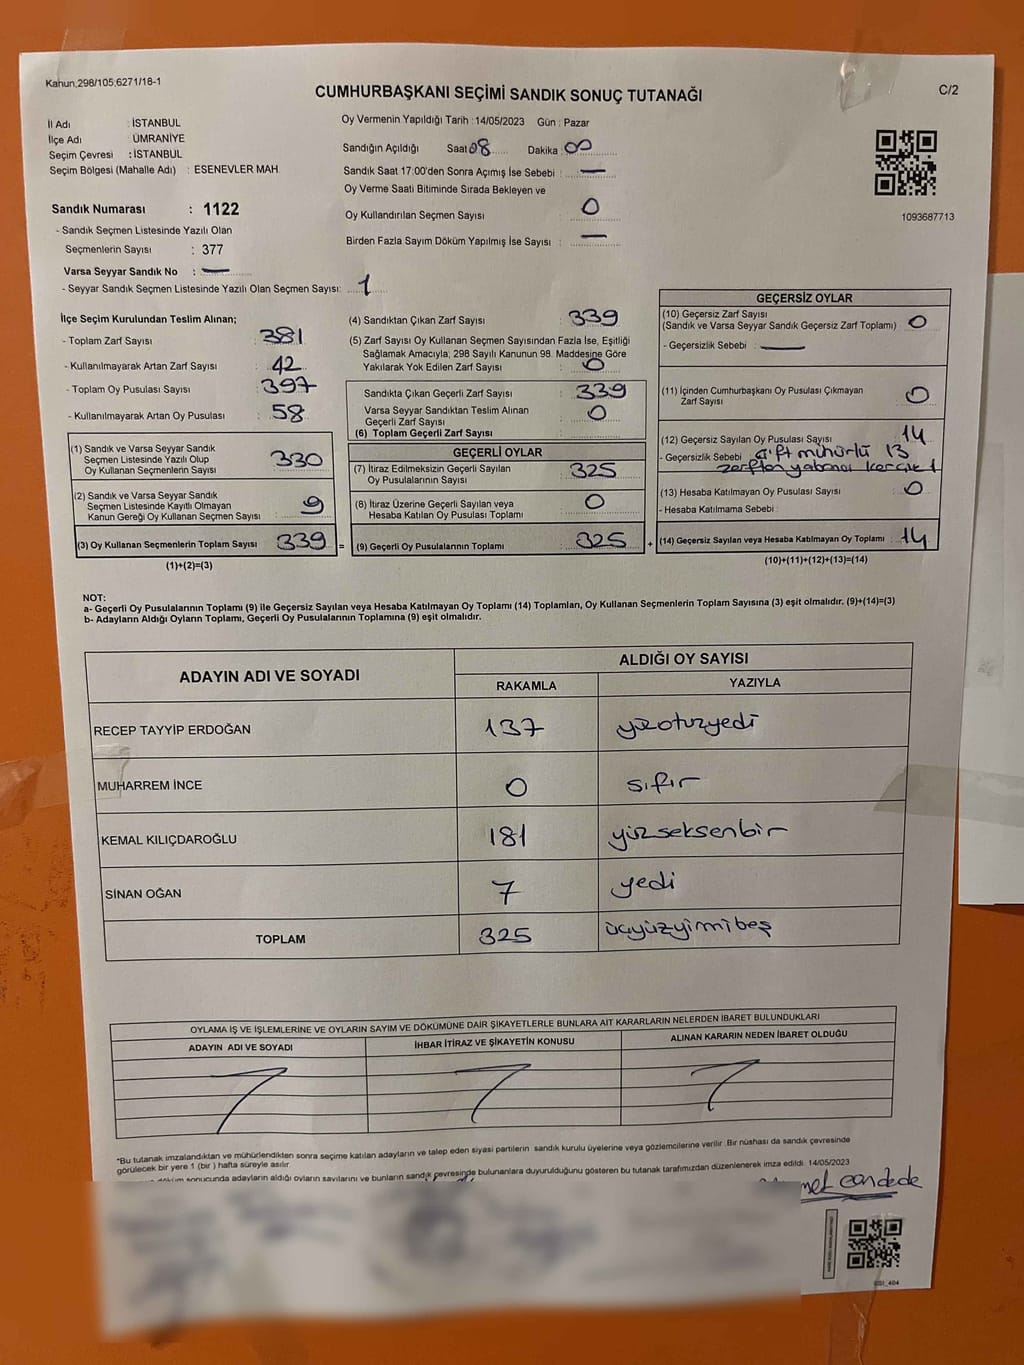 Kanun,298/105,6271/18-1
CUMHURBAŞKANI SEÇİMİ SANDIK SONUÇ TUTANAĞI
C/2
İl Adı : İSTANBUL
İlçe Adı : ÜMRANİYE
Seçim Çevresi : İSTANBUL
Seçim Bölgesi (Mahalle Adı) : ESENEVLER MAH.
Sandık Numarası : 1122
- Sandık Seçmen Listesinde Yazılı Olan
Seçmenlerin Sayısı : 377
Varsa Seyyar Sandık No : —
- Seyyar Sandık Seçmen Listesinde Yazılı Olan Seçmen Sayısı: 1
Oy Vermenin Yapıldığı Tarih : 14/05/2023 Gün : Pazar
Sandığın Açıldığı Saat 08 Dakika 00
Sandık Saat 17:00'den Sonra Açımış İse Sebebi : —
Oy Verme Saati Bitiminde Sırada Bekleyen ve
Oy Kullandırılan Seçmen Sayısı : 0
Birden Fazla Sayım Döküm Yapılmış İse Sayısı : —
1093687713
İlçe Seçim Kurulundan Teslim Alınan;
- Toplam Zarf Sayısı : 381
- Kullanılmayarak Artan Zarf Sayısı : 42
- Toplam Oy Pusulası Sayısı : 397
- Kullanılmayarak Artan Oy Pusulası : 58
(1) Sandık ve Varsa Seyyar Sandık
Seçmen Listesinde Yazılı Olup
Oy Kullanan Seçmenlerin Sayısı : 330
(2) Sandık ve Varsa Seyyar Sandık
Seçmen Listesinde Kayıtlı Olmayan
Kanun Gereği Oy Kullanan Seçmen Sayısı : 9
(3) Oy Kullanan Seçmenlerin Toplam Sayısı : 339 =
(1)+(2)=(3)
(4) Sandıktan Çıkan Zarf Sayısı : 339
(5) Zarf Sayısı Oy Kullanan Seçmen Sayısından Fazla İse, Eşitliği
Sağlamak Amacıyla; 298 Sayılı Kanunun 98. Maddesine Göre
Yakılarak Yok Edilen Zarf Sayısı : 0
Sandıkta Çıkan Geçerli Zarf Sayısı : 339
Varsa Seyyar Sandıktan Teslim Alınan
Geçerli Zarf Sayısı : 0
(6) Toplam Geçerli Zarf Sayısı :
GEÇERLİ OYLAR
(7) İtiraz Edilmeksizin Geçerli Sayılan
Oy Pusulalarının Sayısı : 325
(8) İtiraz Üzerine Geçerli Sayılan veya
Hesaba Katılan Oy Pusulası Toplamı : 0
(9) Geçerli Oy Pusulalarının Toplamı : 325 +
GEÇERSİZ OYLAR
(10) Geçersiz Zarf Sayısı
(Sandık ve Varsa Seyyar Sandık Geçersiz Zarf Toplamı) : 0
- Geçersizlik Sebebi : —
(11) İçinden Cumhurbaşkanı Oy Pusulası Çıkmayan
Zarf Sayısı : 0
(12) Geçersiz Sayılan Oy Pusulası Sayısı : 14
- Geçersizlik Sebebi çift mühürlü 13
zarftan yabancı 1
(13) Hesaba Katılmayan Oy Pusulası Sayısı : 0
- Hesaba Katılmama Sebebi :
(14) Geçersiz Sayılan veya Hesaba Katılmayan Oy Toplamı : 14
(10)+(11)+(12)+(13)=(14)
NOT:
a- Geçerli Oy Pusulalarının Toplamı (9) ile Geçersiz Sayılan veya Hesaba Katılmayan Oy Toplamı (14) Toplamları, Oy Kullanan Seçmenlerin Toplam Sayısına (3) eşit olmalıdır. (9)+(14)=(3)
b- Adayların Aldığı Oyların Toplamı, Geçerli Oy Pusulalarının Toplamına (9) eşit olmalıdır.
ADAYIN ADI VE SOYADI
ALDIĞI OY SAYISI
RAKAMLA YAZIYLA
RECEP TAYYİP ERDOĞAN 137 yüzotuzyedi
MUHARREM İNCE 0 sıfır
KEMAL KILIÇDAROĞLU 181 yüzseksenbir
SİNAN OĞAN 7 yedi
TOPLAM 325 üçyüzyirmibeş
OYLAMA İŞ VE İŞLEMLERİNE VE OYLARIN SAYIM VE DÖKÜMÜNE DAİR ŞİKAYETLERLE BUNLARA AİT KARARLARIN NELERDEN İBARET BULUNDUKLARI
ADAYIN ADI VE SOYADI İHBAR İTİRAZ VE ŞİKAYETİN KONUSU ALINAN KARARIN NEDEN İBARET OLDUĞU
*Bu tutanak imzalandıktan ve mühürlendikten sonra seçime katılan adayların ve talep eden siyasi partilerin sandık kurulu üyelerine veya gözlemcilerine verilir. Bir nüshası da sandık çevresinde
görülecek bir yere 1 (bir) hafta süreyle asılır.
döküm sonucunda adayların aldığı oyların sayılarını ve bunların sandık çevresinde bulunanlara duyurulduğunu gösteren bu tutanak tarafımızdan düzenlenerek imza edildi. 14/05/2023